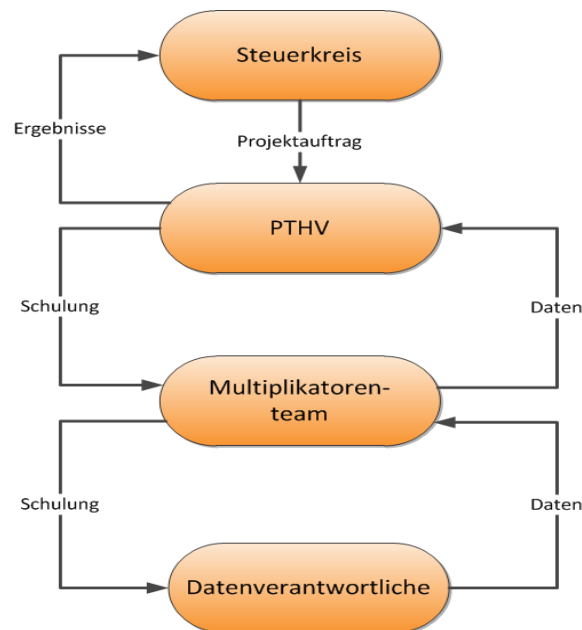 Steuerkreis
Ergebnisse
Projektauftrag
PTHV
Schulung
Daten
Multiplikatoren-
team
Schulung
Daten
Datenverantwortliche